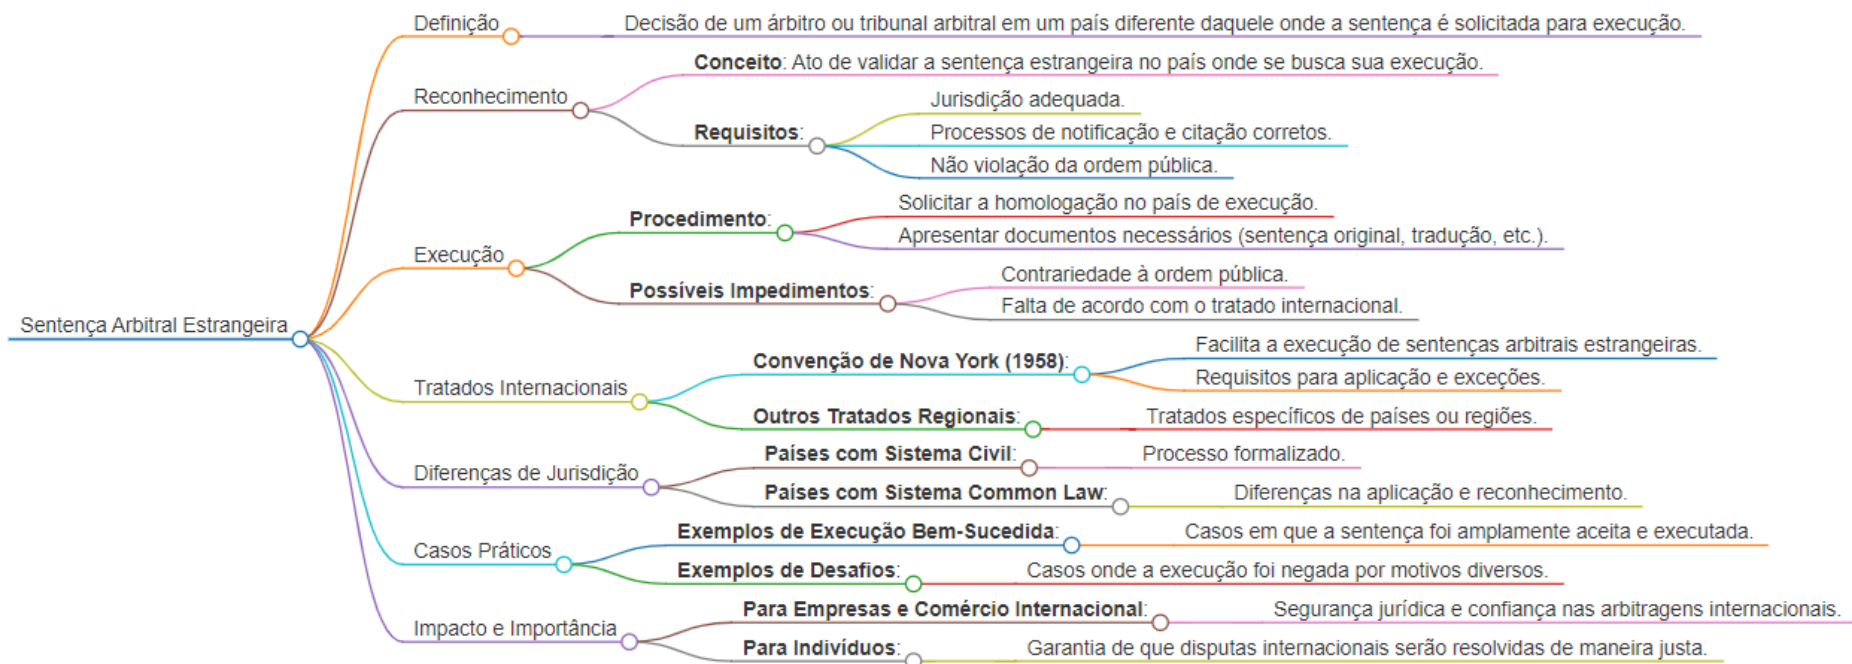 Sentença Arbitral Estrangeira
Definição
Decisão de um árbitro ou tribunal arbitral em um país diferente daquele onde a sentença é solicitada para execução.
Reconhecimento
Conceito: Ato de validar a sentença estrangeira no país onde se busca sua execução.
Requisitos:
Jurisdição adequada.
Processos de notificação e citação corretos.
Não violação da ordem pública.
Execução
Procedimento:
Solicitar a homologação no país de execução.
Apresentar documentos necessários (sentença original, tradução, etc.).
Possíveis Impedimentos:
Contrariedade à ordem pública.
Falta de acordo com o tratado internacional.
Tratados Internacionais
Convenção de Nova York (1958):
Facilita a execução de sentenças arbitrais estrangeiras.
Requisitos para aplicação e exceções.
Outros Tratados Regionais:
Tratados específicos de países ou regiões.
Diferenças de Jurisdição
Países com Sistema Civil:
Processo formalizado.
Países com Sistema Common Law:
Diferenças na aplicação e reconhecimento.
Casos Práticos
Exemplos de Execução Bem-Sucedida:
Casos em que a sentença foi amplamente aceita e executada.
Exemplos de Desafios:
Casos onde a execução foi negada por motivos diversos.
Impacto e Importância
Para Empresas e Comércio Internacional:
Segurança jurídica e confiança nas arbitragens internacionais.
Para Indivíduos:
Garantia de que disputas internacionais serão resolvidas de maneira justa.